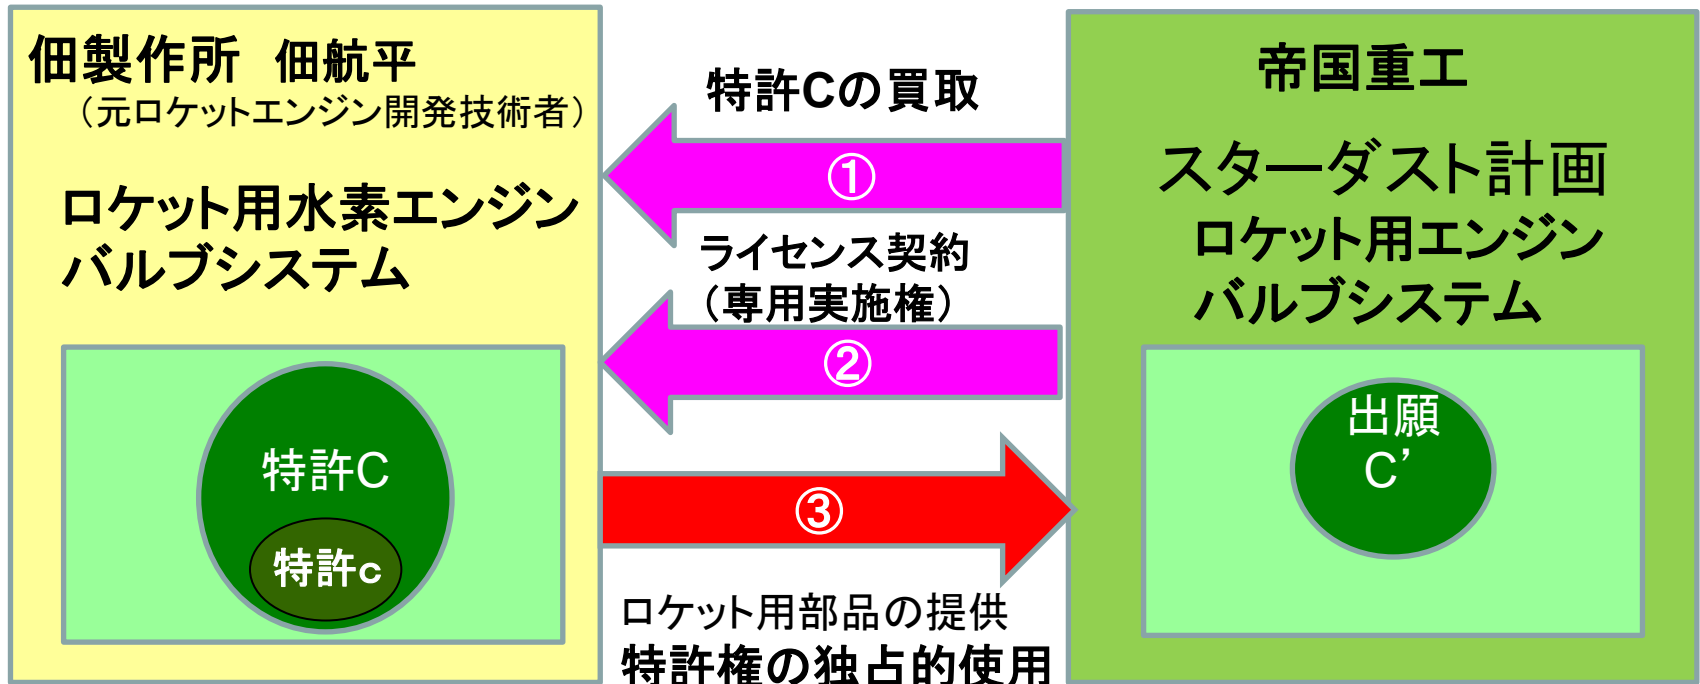 佃製作所 佃航平
（元ロケットエンジン開発技術者）
ロケット用水素エンジン
バルブシステム
特許C
特許c
特許Cの買取
①
ライセンス契約
（専用実施権）
②
③
ロケット用部品の提供
特許権の独占的使用
帝国重工
スターダスト計画
ロケット用エンジン
バルブシステム
出願
C’